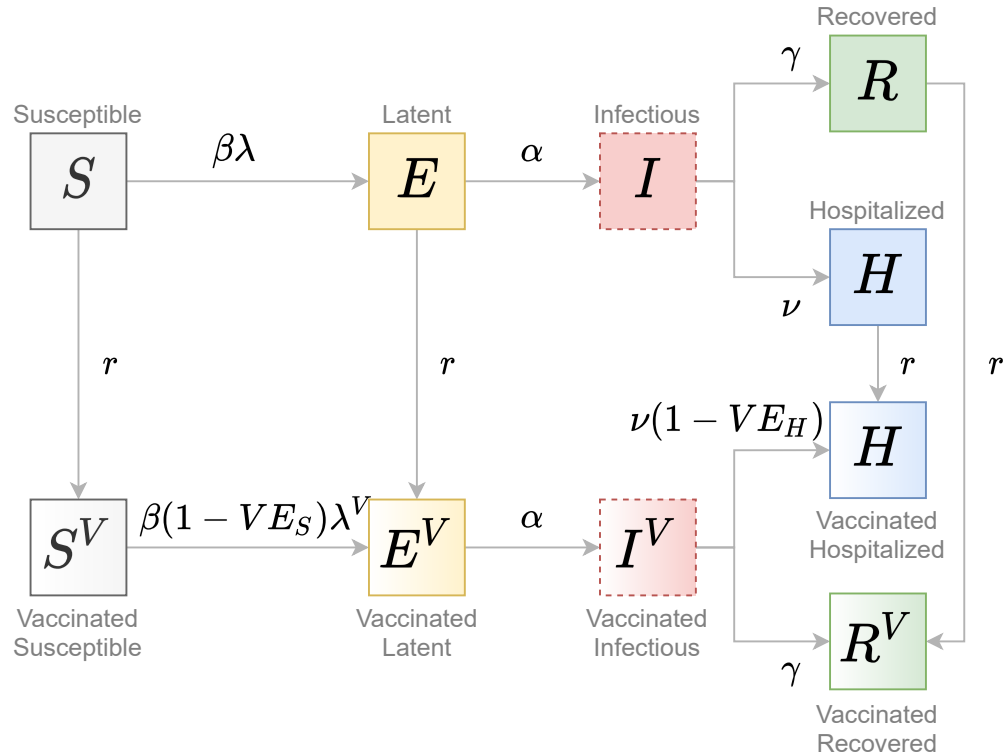 Recovered
γ
R
Susceptible
Latent
Infectious
βλ
α
S
E
I
Hospitalized
H
ν
r
r
r
r
ν(1 − VE_H)
H
β(1 − VE_S)λ^V
α
Vaccinated
Hospitalized
S^V
E^V
I^V
Vaccinated
Susceptible
Vaccinated
Latent
Vaccinated
Infectious
R^V
γ
Vaccinated
Recovered